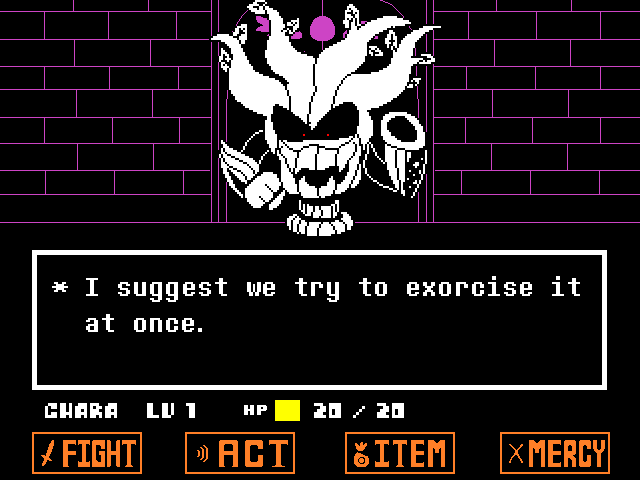 * I suggest we try to exorcise it
at once.
CHARA LV 1 HP 20 / 20
FIGHT ACT ITEM MERCY